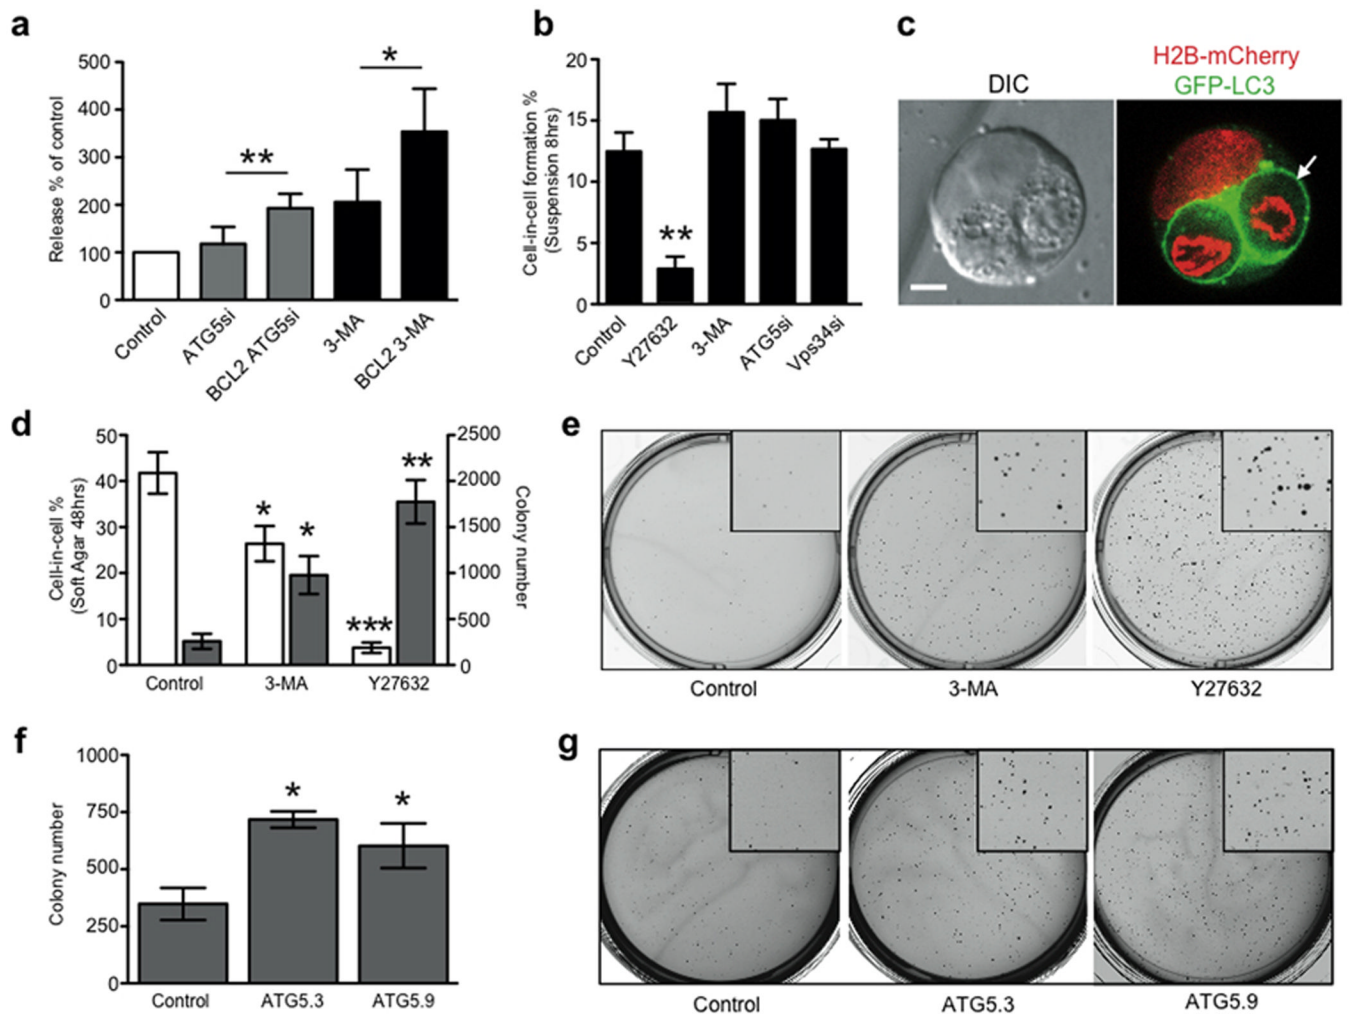 a
Release % of control
500
400
300
200
100
0
**
*
Control
ATG5si
BCL2 ATG5si
3-MA
BCL2 3-MA
b
Cell-in-cell formation %
(Suspension 8hrs)
20
15
10
5
0
**
Control
Y27632
3-MA
ATG5si
Vps34si
c
DIC
H2B-mCherry
GFP-LC3
d
Cell-in-cell %
(Soft Agar 48hrs)
50
40
30
20
10
0
*
*
***
**
2500
2000
1500
1000
500
0
Colony number
Control
3-MA
Y27632
e
Control
3-MA
Y27632
f
Colony number
1000
750
500
250
0
*
*
Control
ATG5.3
ATG5.9
g
Control
ATG5.3
ATG5.9